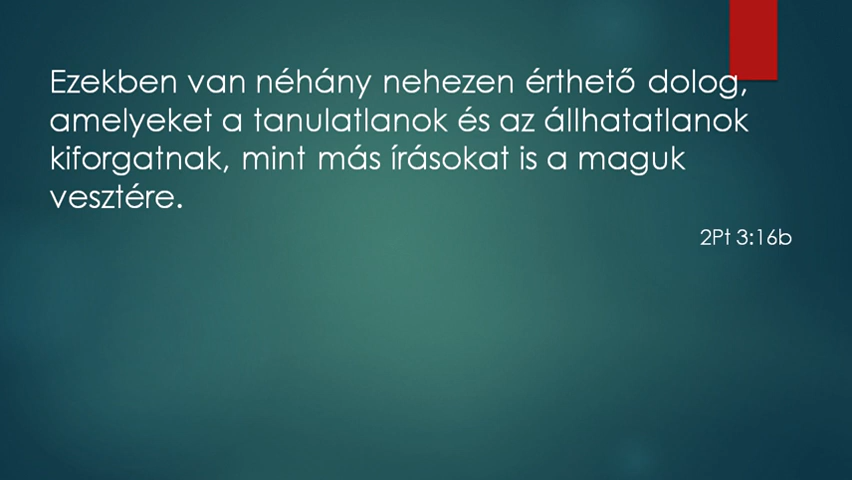 Ezekben van néhány nehezen érthető dolog,
amelyeket a tanulatlanok és az állhatatlanok
kiforgatnak, mint más írásokat is a maguk
vesztére.
2Pt 3:16b